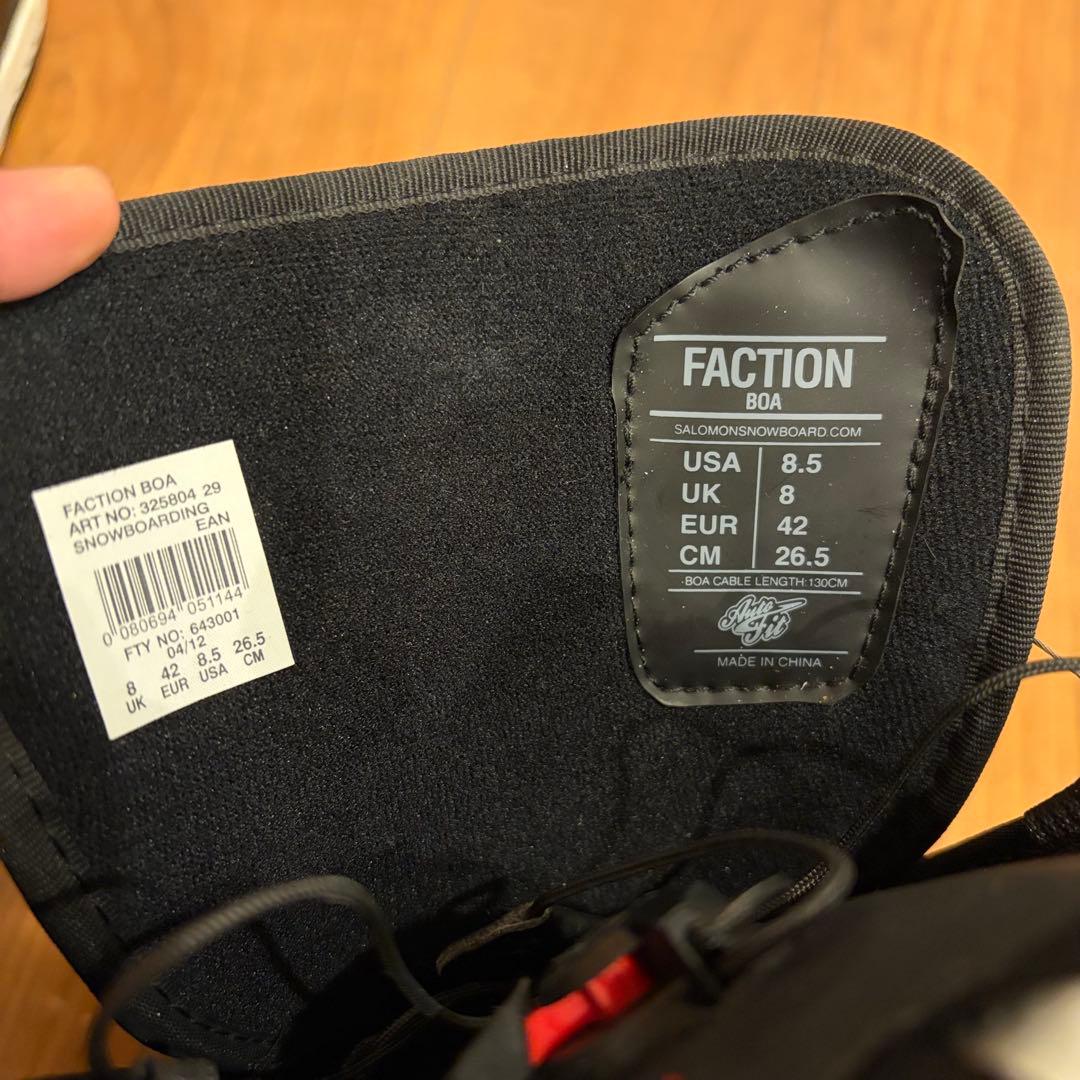 FACTION BOA
ART NO: 325804 29
SNOWBOARDING
EAN
0 080694 051144
FTY NO: 643001
04/12
8 42 8.5 26.5
UK EUR USA CM
FACTION
BOA
SALOMONSNOWBOARD.COM
USA 8.5
UK 8
EUR 42
CM 26.5
BOA CABLE LENGTH:130CM
Auto
Fit
MADE IN CHINA